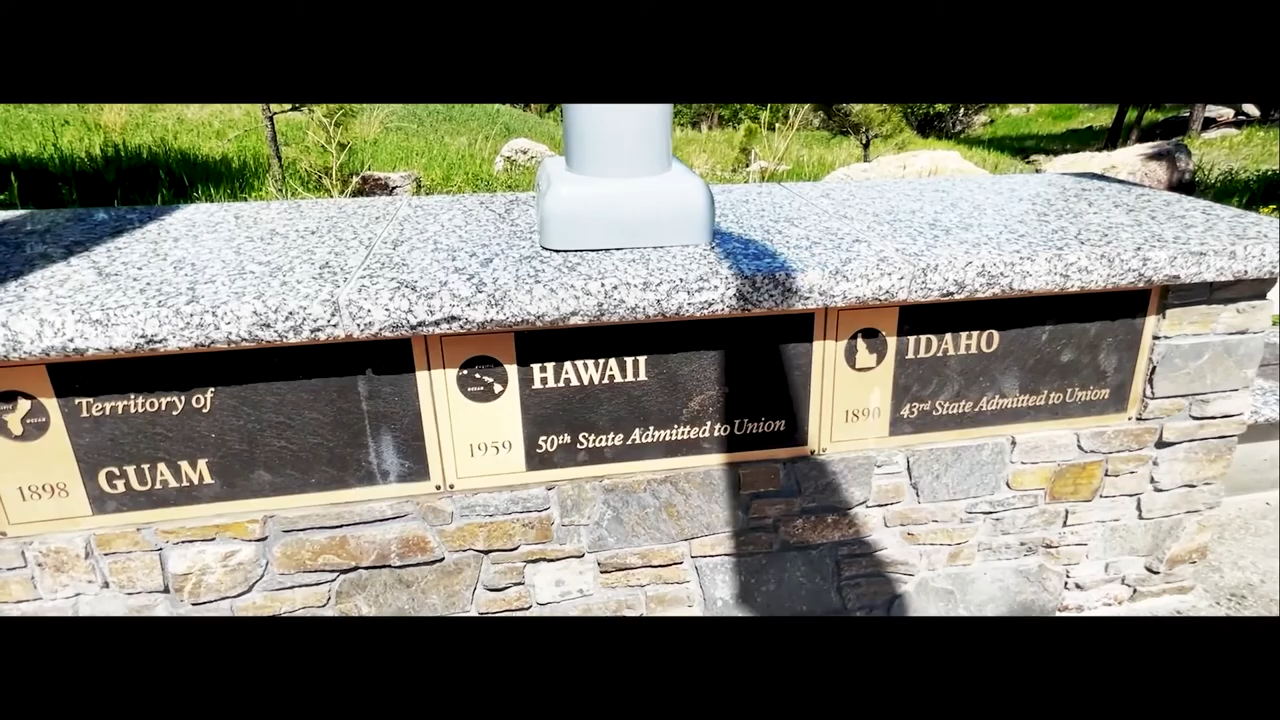 Territory of
GUAM
1898
HAWAII
50th State Admitted to Union
1959
IDAHO
43rd State Admitted to Union
1890